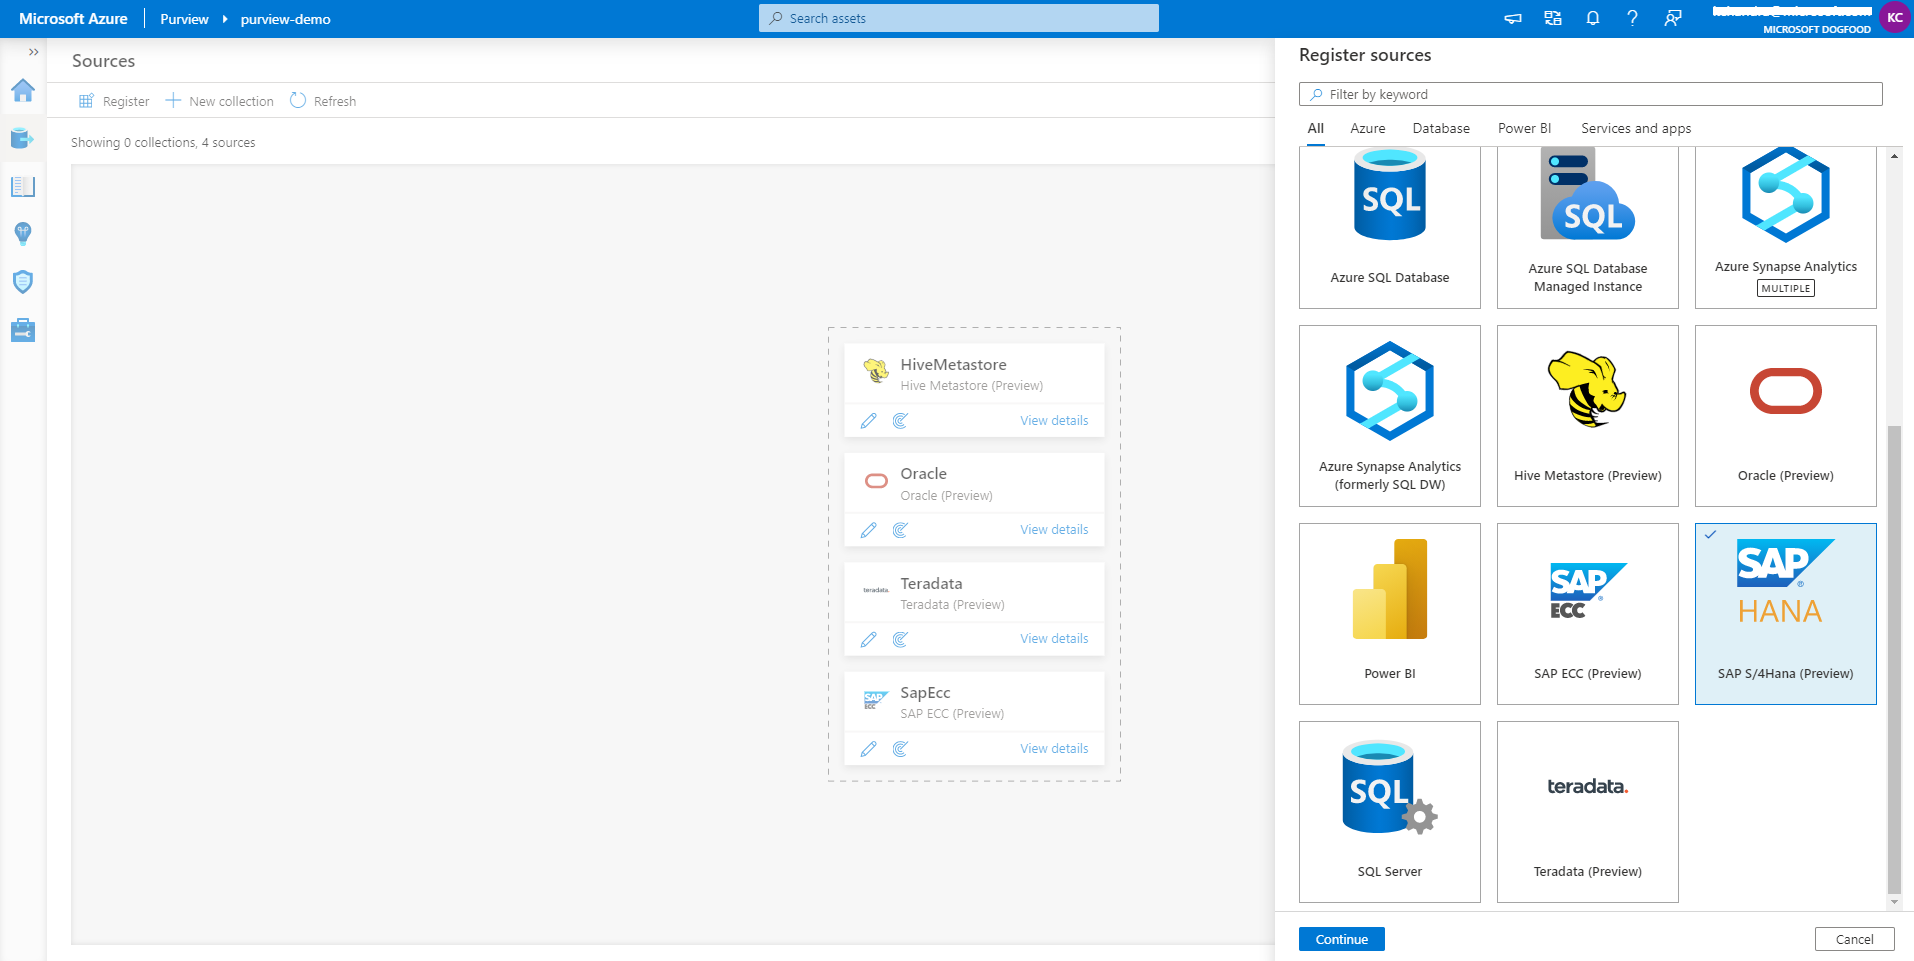 Microsoft Azure
Purview
purview-demo
Search assets
MICROSOFT DOGFOOD
KC
Sources
Register
New collection
Refresh
Showing 0 collections, 4 sources
HiveMetastore
Hive Metastore (Preview)
View details
Oracle
Oracle (Preview)
View details
teradata.
Teradata
Teradata (Preview)
View details
SAP
ECC
SapEcc
SAP ECC (Preview)
View details
Register sources
Filter by keyword
All
Azure
Database
Power BI
Services and apps
SQL
Azure SQL Database
SQL
Azure SQL Database
Managed Instance
Azure Synapse Analytics
MULTIPLE
Azure Synapse Analytics
(formerly SQL DW)
Hive Metastore (Preview)
Oracle (Preview)
Power BI
SAP®
ECC
SAP ECC (Preview)
SAP®
HANA
SAP S/4Hana (Preview)
SQL
SQL Server
teradata.
Teradata (Preview)
Continue
Cancel